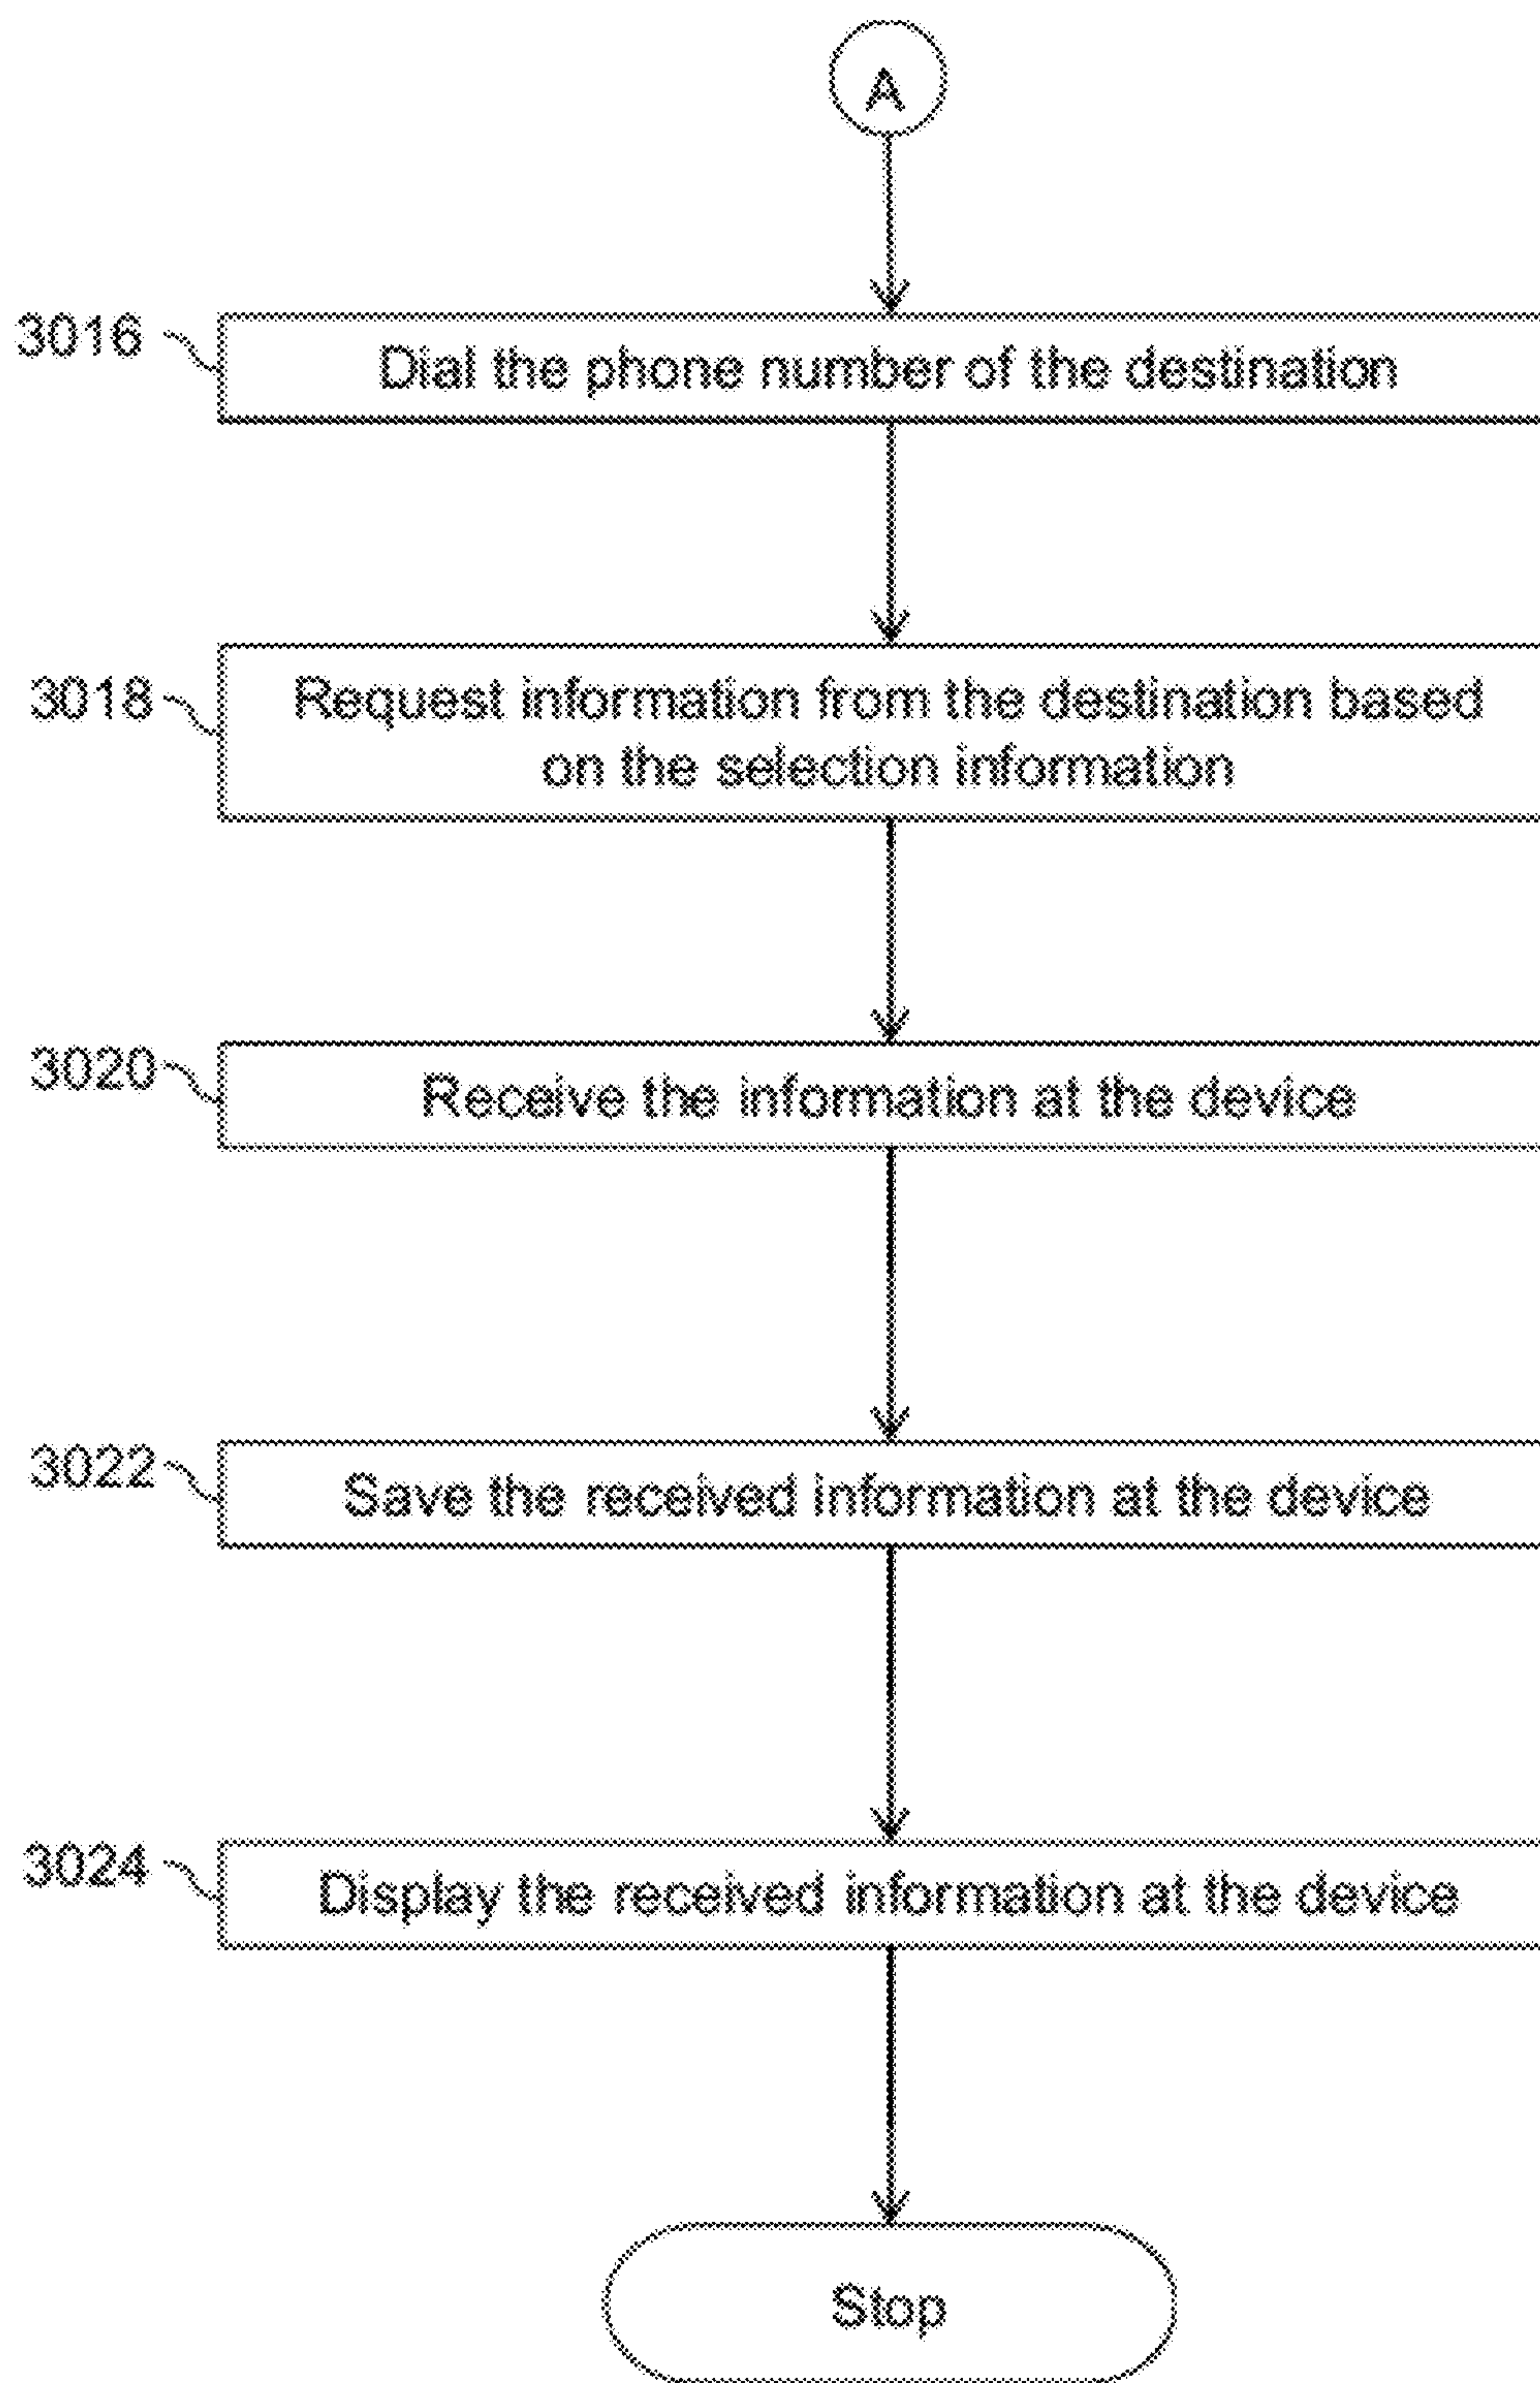 A
3016
Dial the phone number of the destination
3018
Request information from the destination based
on the selection information
3020
Receive the information at the device
3022
Save the received information at the device
3024
Display the received information at the device
Stop